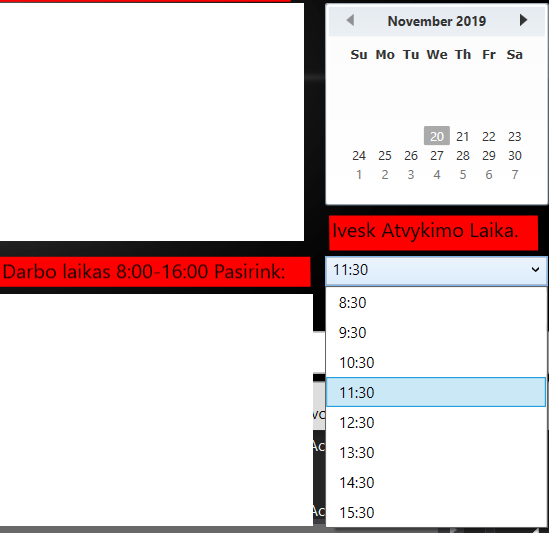 November 2019
Su Mo Tu We Th Fr Sa
20 21 22 23
24 25 26 27 28 29 30
1 2 3 4 5 6 7
Ivesk Atvykimo Laika.
Darbo laikas 8:00-16:00 Pasirink:
11:30
8:30
9:30
10:30
11:30
12:30
13:30
14:30
15:30